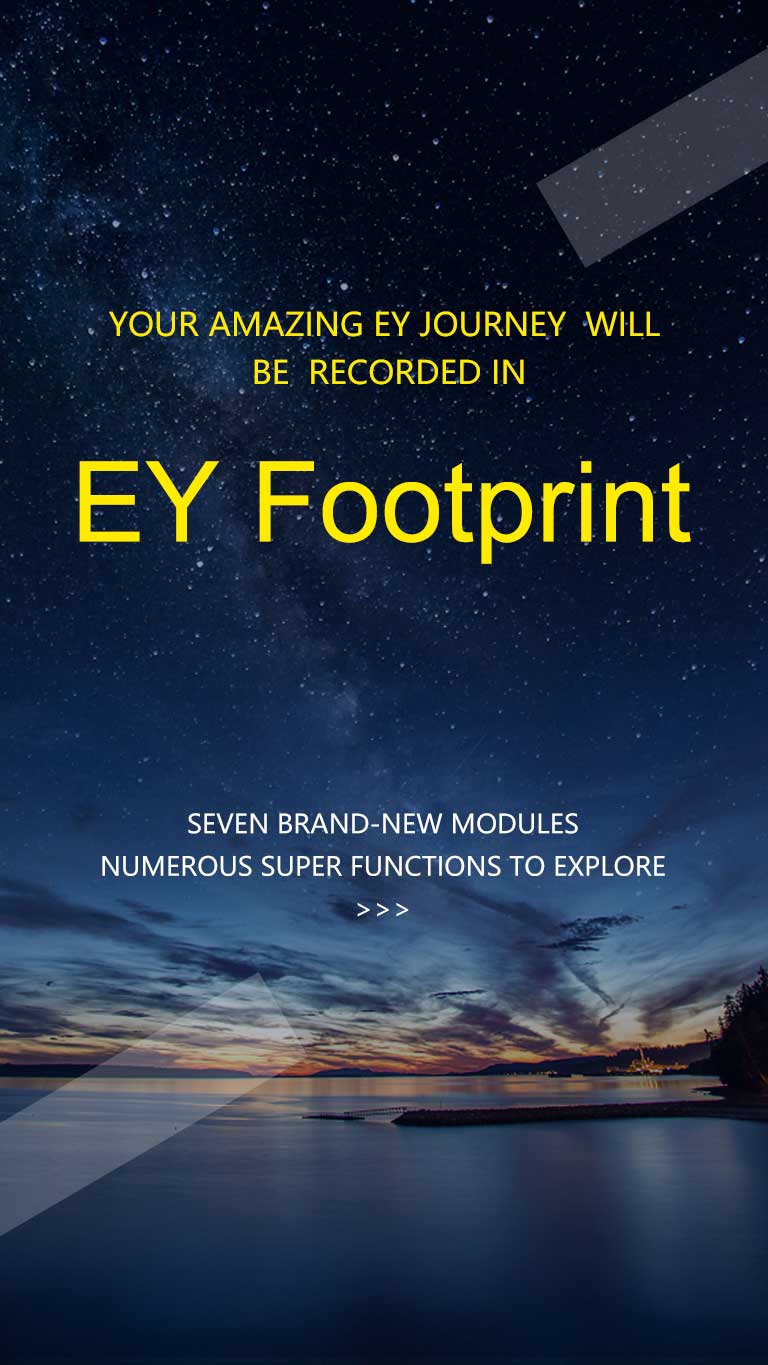 YOUR AMAZING EY JOURNEY WILL
BE RECORDED IN
EY Footprint
SEVEN BRAND-NEW MODULES
NUMEROUS SUPER FUNCTIONS TO EXPLORE
>>>